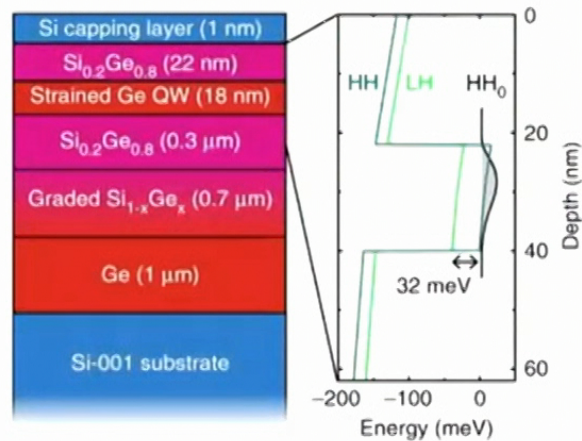 Si capping layer (1 nm)
Si₀.₂Ge₀.₈ (22 nm)
Strained Ge QW (18 nm)
Si₀.₂Ge₀.₈ (0.3 μm)
Graded Si₁₋ₓGeₓ (0.7 μm)
Ge (1 μm)
Si-001 substrate
HH LH HH₀
32 meV
0
20
40
60
Depth (nm)
−200 −100 0
Energy (meV)